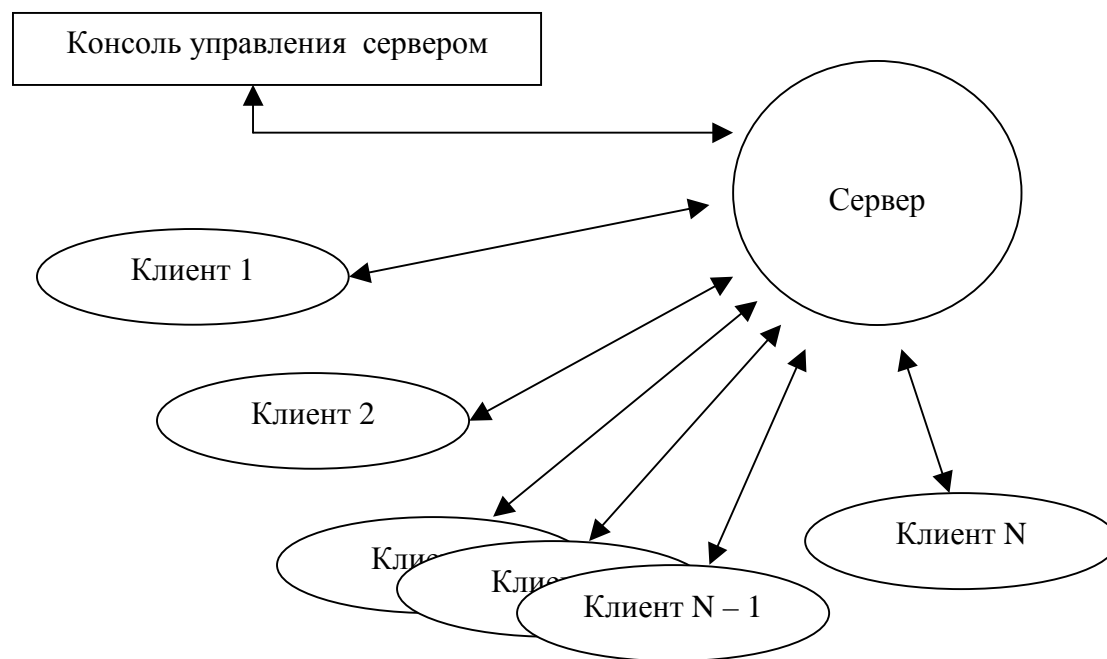 Консоль управления сервером
Сервер
Клиент 1
Клиент 2
Клиент N
Клиент N – 1